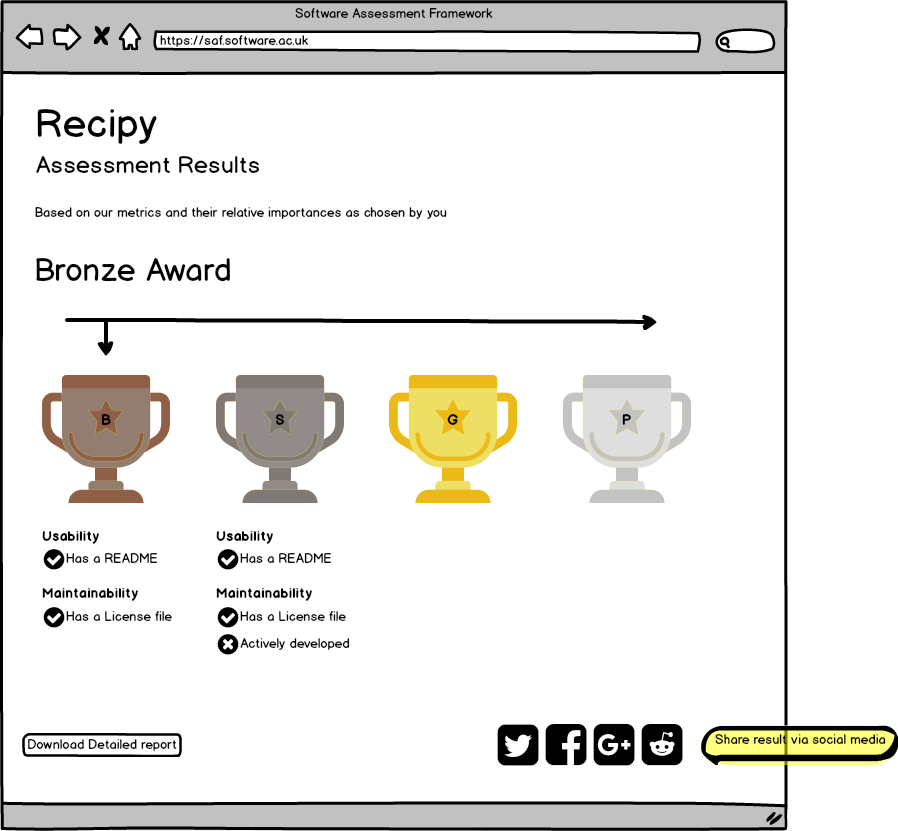 Software Assessment Framework
https://saf.software.ac.uk
Recipy
Assessment Results
Based on our metrics and their relative importances as chosen by you
Bronze Award
B S G P
Usability Usability
Has a README Has a README
Maintainability Maintainability
Has a License file Has a License file
Actively developed
Download Detailed report
G+
Share result via social media